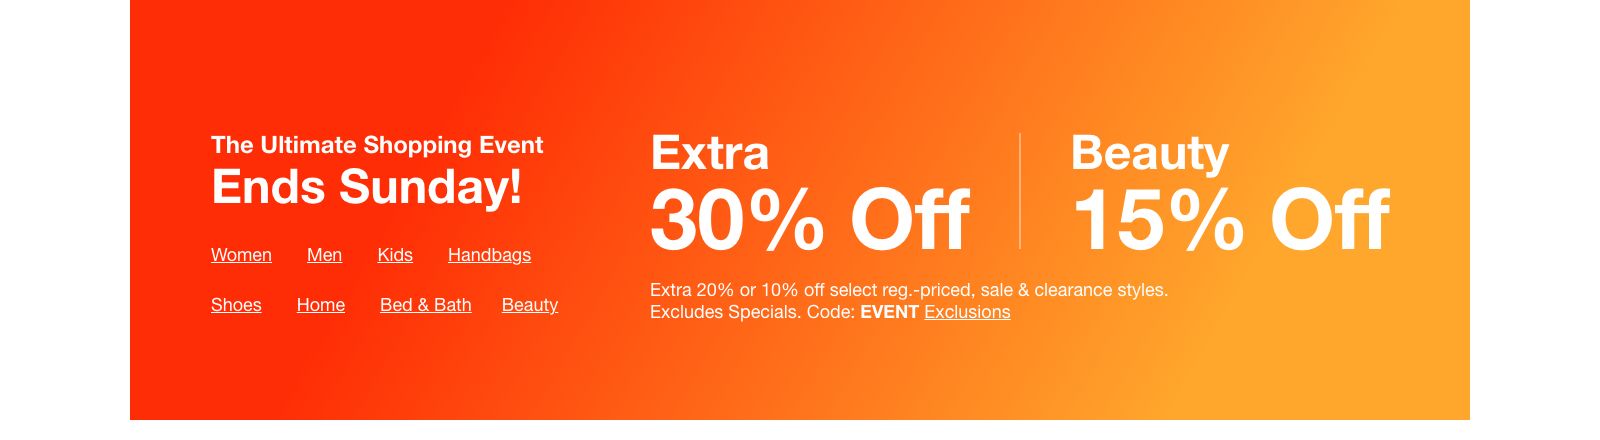 The Ultimate Shopping Event
Ends Sunday!
Women Men Kids Handbags
Shoes Home Bed & Bath Beauty
Extra
30% Off
Beauty
15% Off
Extra 20% or 10% off select reg.-priced, sale & clearance styles.
Excludes Specials. Code: EVENT Exclusions